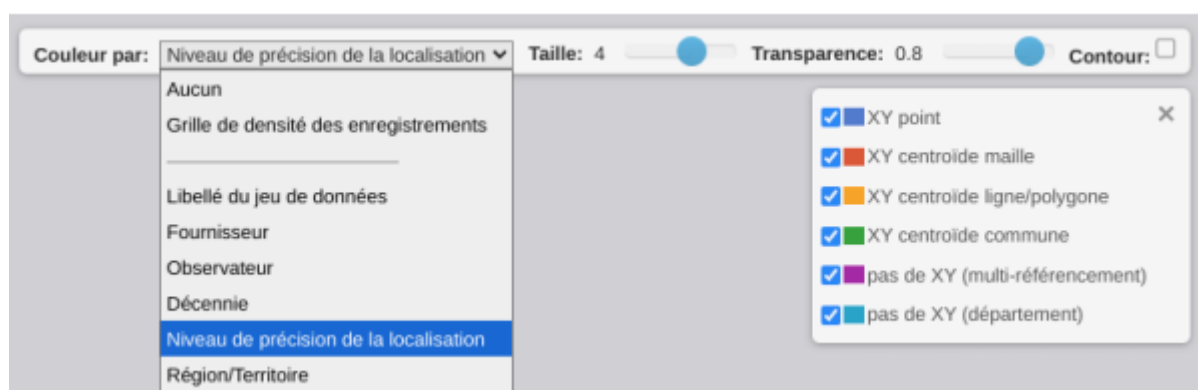 Couleur par: Niveau de précision de la localisation Taille: 4 Transparence: 0.8 Contour:
Aucun
Grille de densité des enregistrements
Libellé du jeu de données
Fournisseur
Observateur
Décennie
Niveau de précision de la localisation
Région/Territoire
XY point
XY centroïde maille
XY centroïde ligne/polygone
XY centroïde commune
pas de XY (multi-référencement)
pas de XY (département)